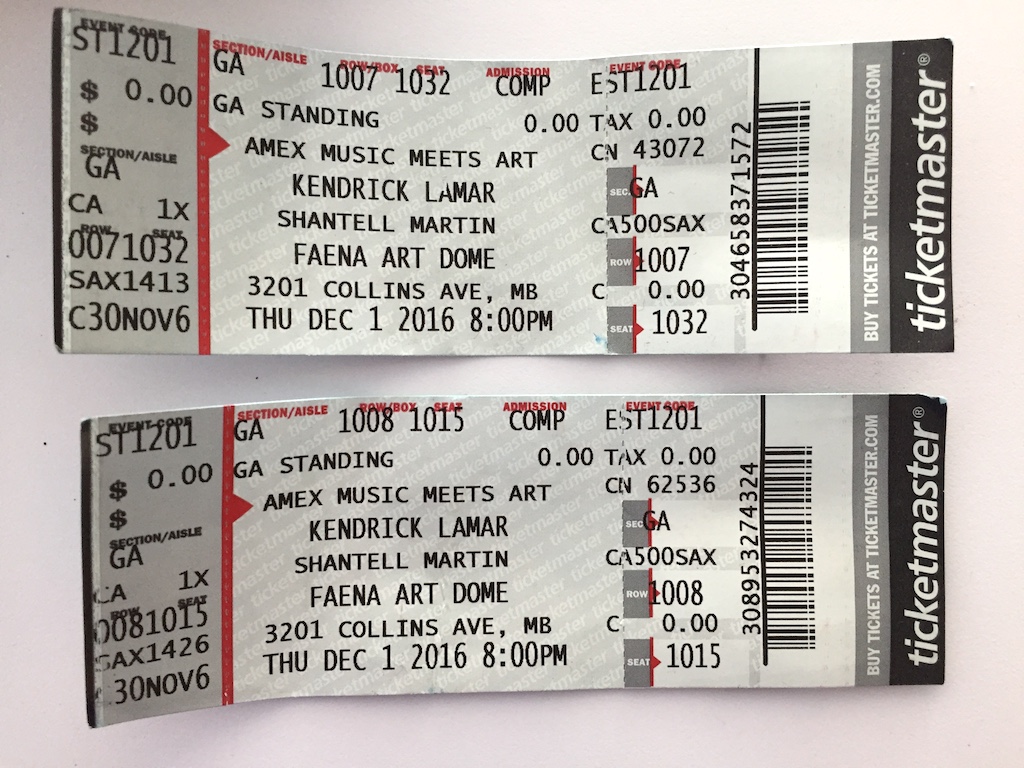 EVENT CODE
ST1201
$ 0.00
$
SECTION/AISLE
GA
CA 1X
ROW SEAT
0071032
SAX1413
C30NOV6
SECTION/AISLE ROW/BOX SEAT ADMISSION EVENT CODE
GA 1007 1032 COMP EST1201
GA STANDING 0.00 TAX 0.00
AMEX MUSIC MEETS ART CN 43072
KENDRICK LAMAR SEC. GA
SHANTELL MARTIN CA500SAX
FAENA ART DOME ROW 1007
3201 COLLINS AVE, MB C 0.00
THU DEC 1 2016 8:00PM SEAT 1032
304658371572
BUY TICKETS AT TICKETMASTER.COM
ticketmaster®
EVENT CODE
ST1201
$ 0.00
$
SECTION/AISLE
GA
CA 1X
ROW SEAT
0081015
SAX1426
30NOV6
SECTION/AISLE ROW/BOX SEAT ADMISSION EVENT CODE
GA 1008 1015 COMP EST1201
GA STANDING 0.00 TAX 0.00
AMEX MUSIC MEETS ART CN 62536
KENDRICK LAMAR SEC GA
SHANTELL MARTIN CA500SAX
FAENA ART DOME ROW 1008
3201 COLLINS AVE, MB C 0.00
THU DEC 1 2016 8:00PM SEAT 1015
308953274324
BUY TICKETS AT TICKETMASTER.COM
ticketmaster®